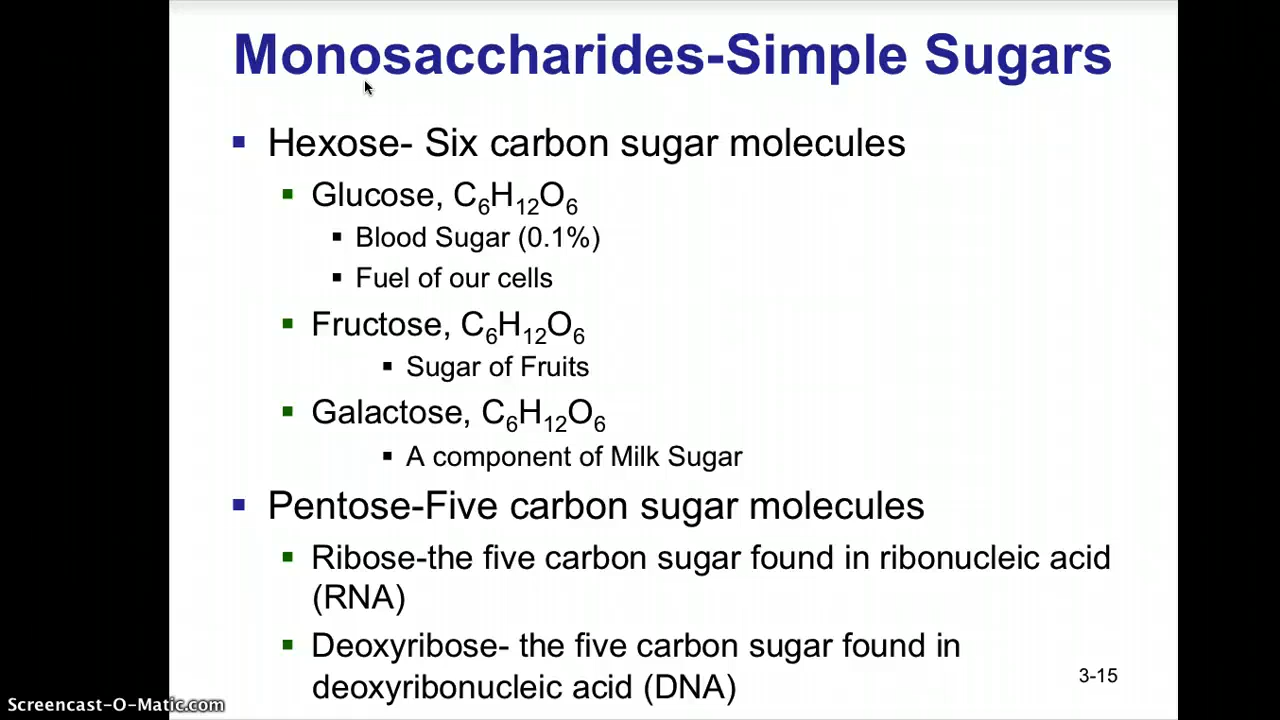 Monosaccharides-Simple Sugars
▪ Hexose- Six carbon sugar molecules
▪ Glucose, C₆H₁₂O₆
▪ Blood Sugar (0.1%)
▪ Fuel of our cells
▪ Fructose, C₆H₁₂O₆
▪ Sugar of Fruits
▪ Galactose, C₆H₁₂O₆
▪ A component of Milk Sugar
▪ Pentose-Five carbon sugar molecules
▪ Ribose-the five carbon sugar found in ribonucleic acid
(RNA)
▪ Deoxyribose- the five carbon sugar found in
deoxyribonucleic acid (DNA)
3-15
Screencast-O-Matic.com